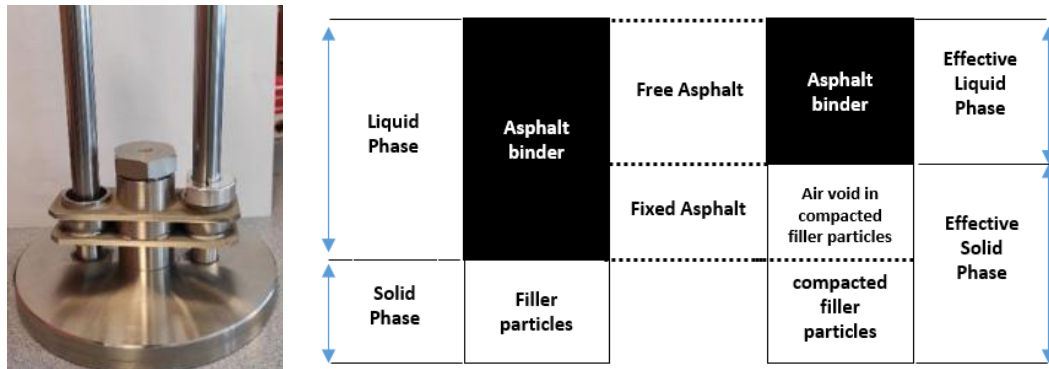 Liquid
Phase
Asphalt
binder
Free Asphalt
Asphalt
binder
Effective
Liquid
Phase
Fixed Asphalt
Air void in
compacted
filler particles
Effective
Solid
Phase
Solid
Phase
Filler
particles
compacted
filler
particles